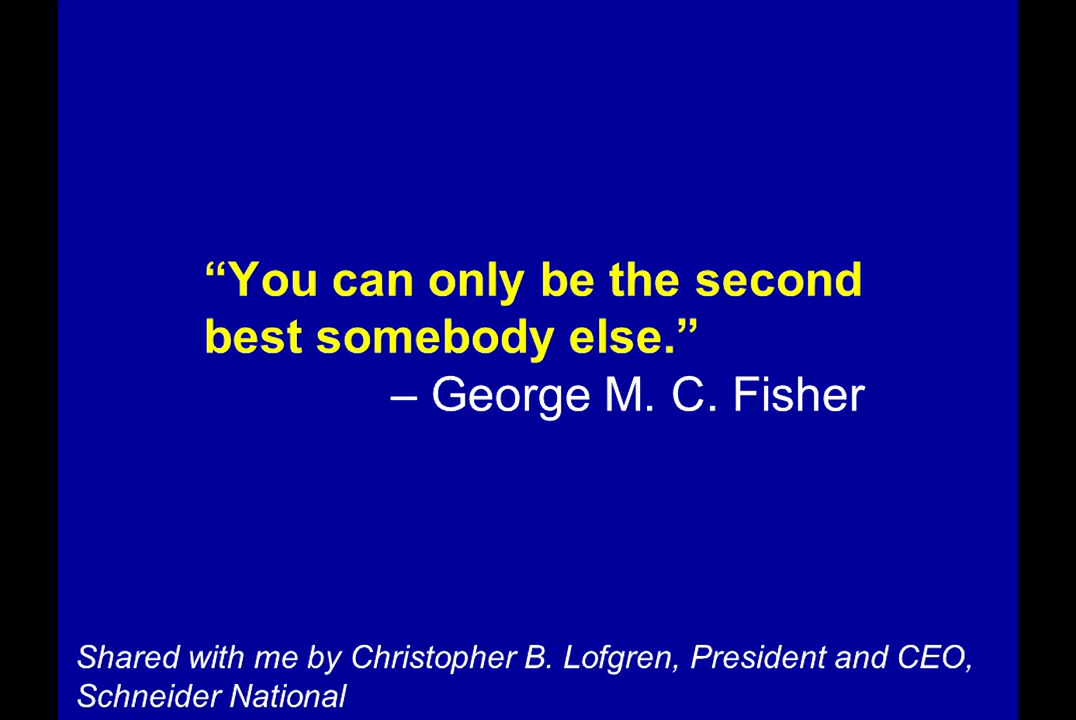 “You can only be the second
best somebody else.”
– George M. C. Fisher
Shared with me by Christopher B. Lofgren, President and CEO,
Schneider National